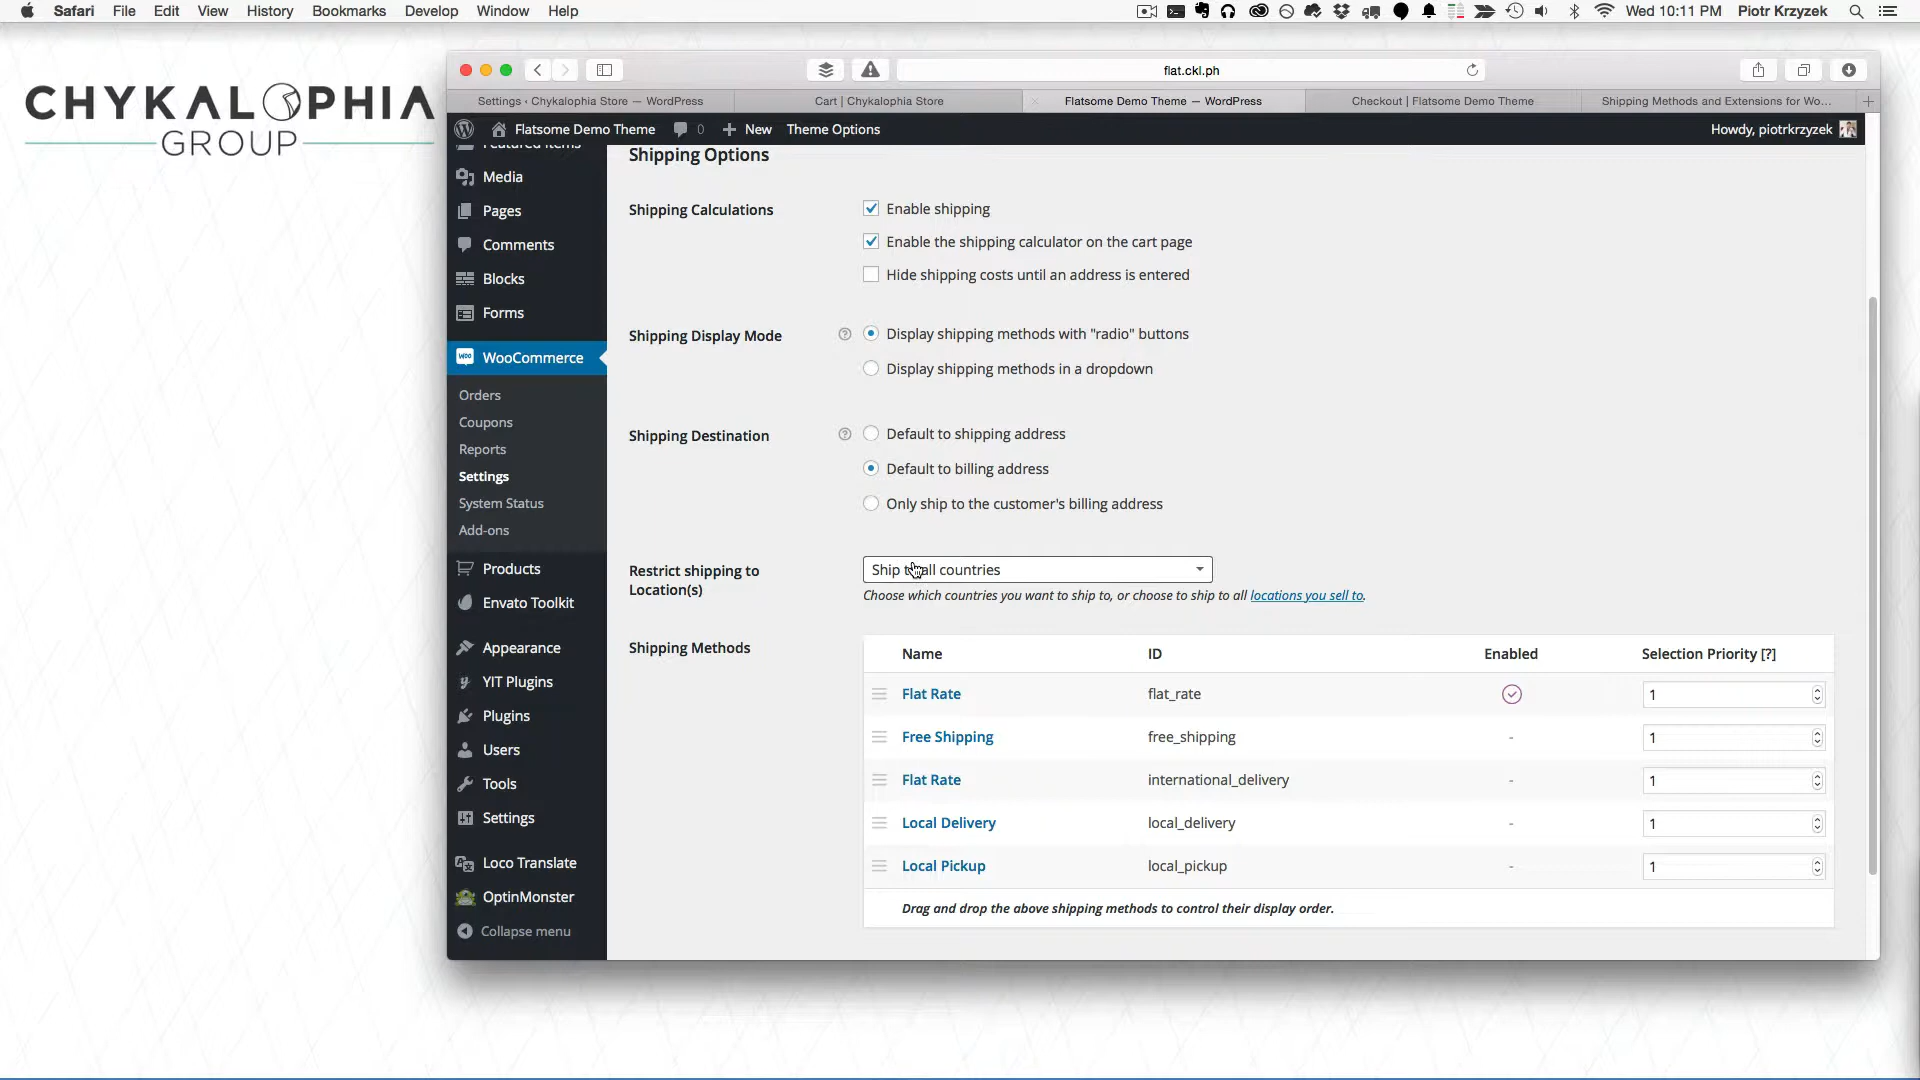 Safari File Edit View History Bookmarks Develop Window Help
Wed 10:11 PM Piotr Krzyzek
CHYKALOPHIA
GROUP
flat.ckl.ph
Settings ‹ Chykalophia Store — WordPress
Cart | Chykalophia Store
Flatsome Demo Theme — WordPress
Checkout | Flatsome Demo Theme
Shipping Methods and Extensions for Wo...
Flatsome Demo Theme 0 New Theme Options
Howdy, piotrkrzyzek
Featured Items
Media
Pages
Comments
Blocks
Forms
WooCommerce
Orders
Coupons
Reports
Settings
System Status
Add-ons
Products
Envato Toolkit
Appearance
YIT Plugins
Plugins
Users
Tools
Settings
Loco Translate
OptinMonster
Collapse menu
Shipping Options
Shipping Calculations
Enable shipping
Enable the shipping calculator on the cart page
Hide shipping costs until an address is entered
Shipping Display Mode
Display shipping methods with "radio" buttons
Display shipping methods in a dropdown
Shipping Destination
Default to shipping address
Default to billing address
Only ship to the customer's billing address
Restrict shipping to
Location(s)
Ship to all countries
Choose which countries you want to ship to, or choose to ship to all locations you sell to.
Shipping Methods
Name ID Enabled Selection Priority [?]
Flat Rate flat_rate 1
Free Shipping free_shipping - 1
Flat Rate international_delivery - 1
Local Delivery local_delivery - 1
Local Pickup local_pickup - 1
Drag and drop the above shipping methods to control their display order.